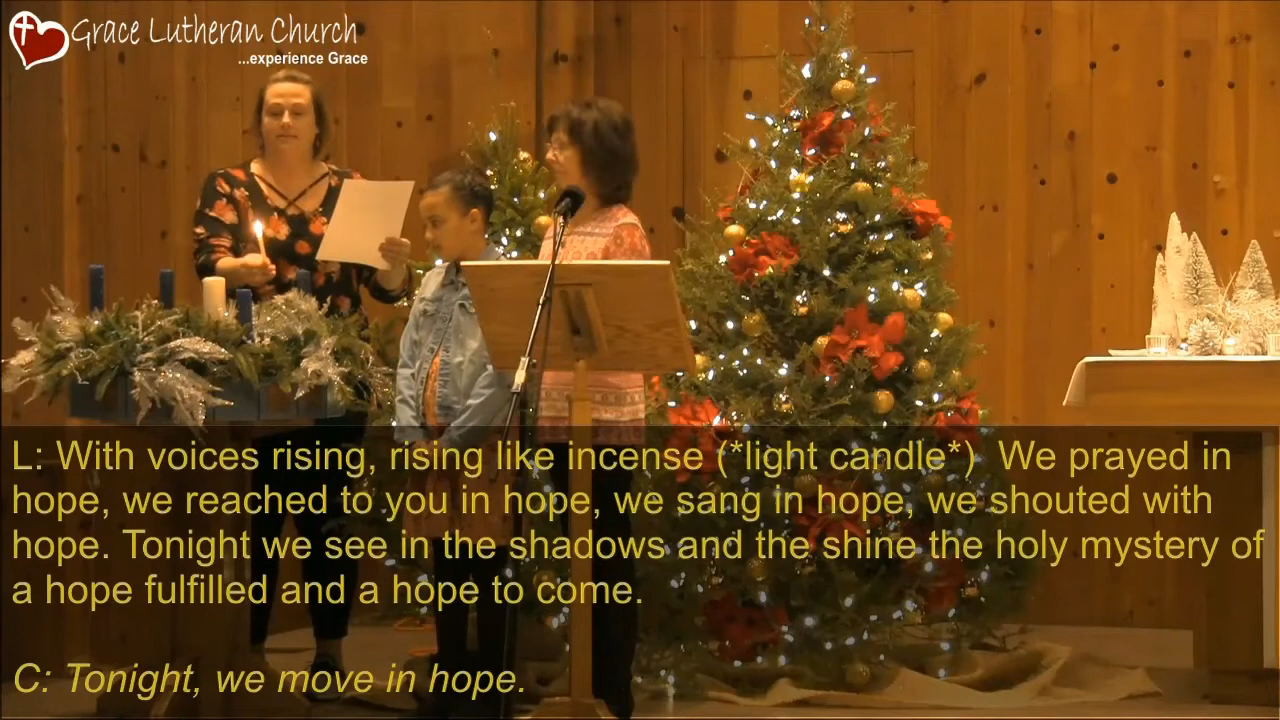 Grace Lutheran Church
...experience Grace
L: With voices rising, rising like incense (*light candle*)  We prayed in
hope, we reached to you in hope, we sang in hope, we shouted with
hope. Tonight we see in the shadows and the shine the holy mystery of
a hope fulfilled and a hope to come.
C: Tonight, we move in hope.